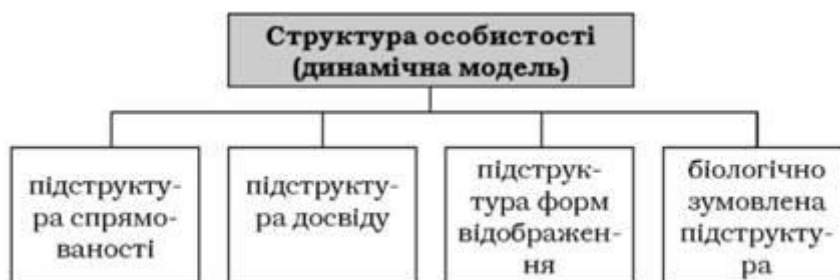 Структура особистості
(динамічна модель)
підструкту-
ра спрямо-
ваності
підструкту-
ра досвіду
підструк-
тура форм
відображен-
ня
біологічно
зумовлена
підструкту-
ра